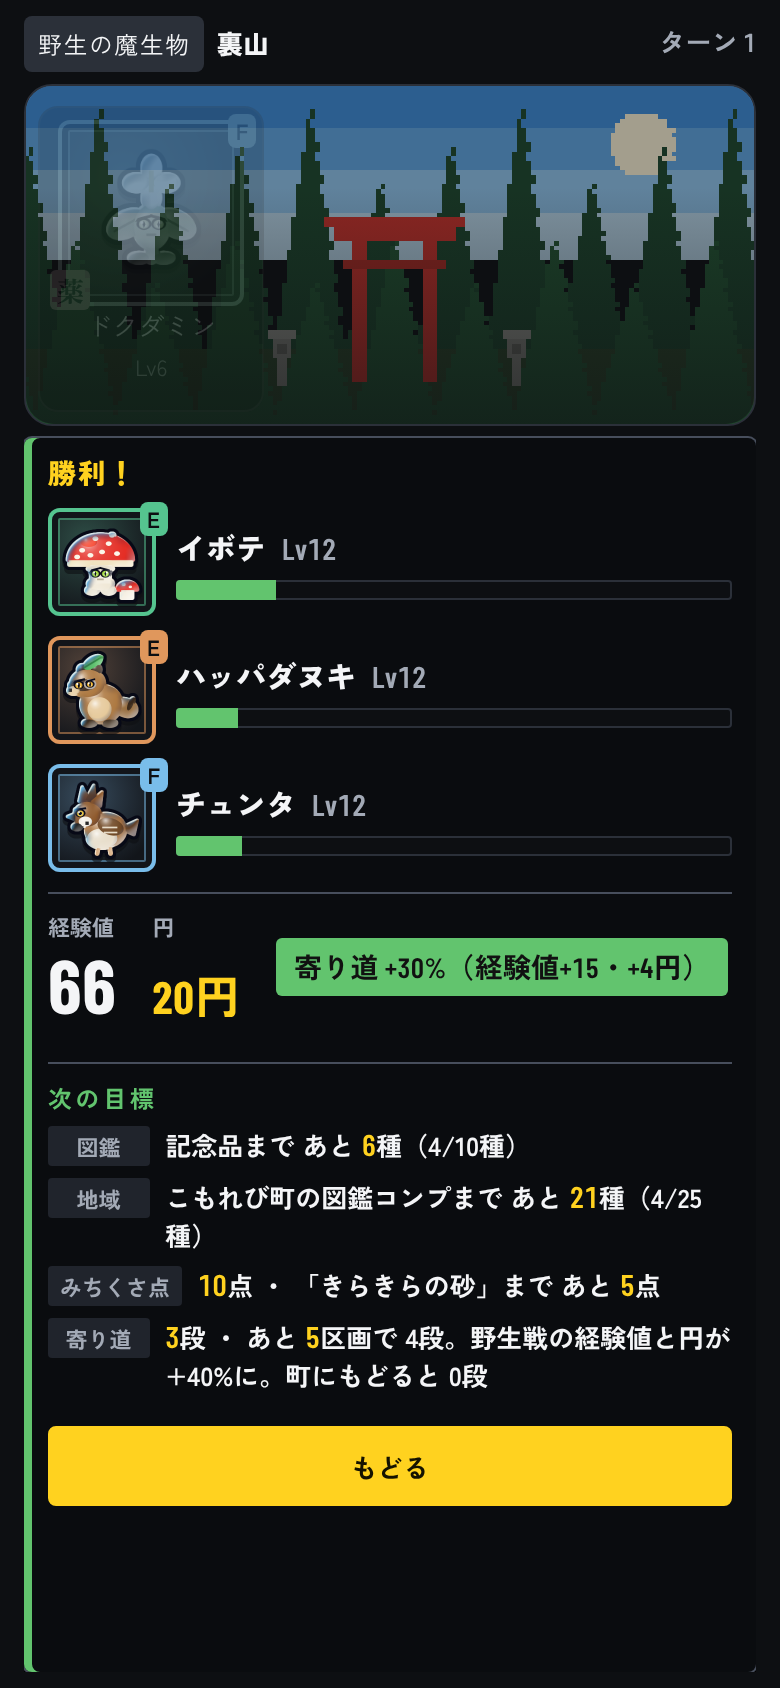 野生の魔生物 裏山 ターン 1
F
薬
ドクダミン
Lv6
勝利！
E
イボテ Lv12
E
ハッパダヌキ Lv12
F
チュンタ Lv12
経験値 円
66 20円 寄り道 +30%（経験値+15・+4円）
次の目標
図鑑 記念品まで あと 6種（4/10種）
地域 こもれび町の図鑑コンプまで あと 21種（4/25
種）
みちくさ点 10点 ・ 「きらきらの砂」まで あと 5点
寄り道 3段 ・ あと 5区画で 4段。野生戦の経験値と円が
+40%に。町にもどると 0段
もどる